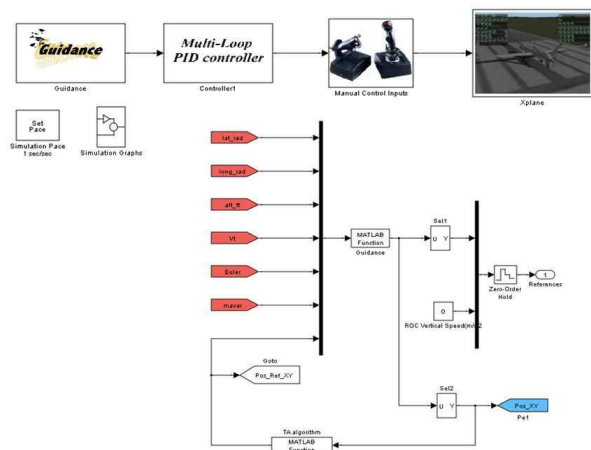 Guidance
Multi-Loop
PID controller
Guidance
Controller1
Manual Control Inputs
Xplane
Set
Pace
Simulation Pace
1 sec/sec
Simulation Graphs
lat_rad
long_rad
alt_ft
Vt
Euler
mavar
MATLAB
Function
Guidance
Sel1
U Y
0
ROC Vertical Speed(m/s)2
Zero-Order
Hold
1
References
Goto
Pos_Ref_XY
Sel2
U Y
Pos_XY
Pe1
TA algorithm
MATLAB
Function